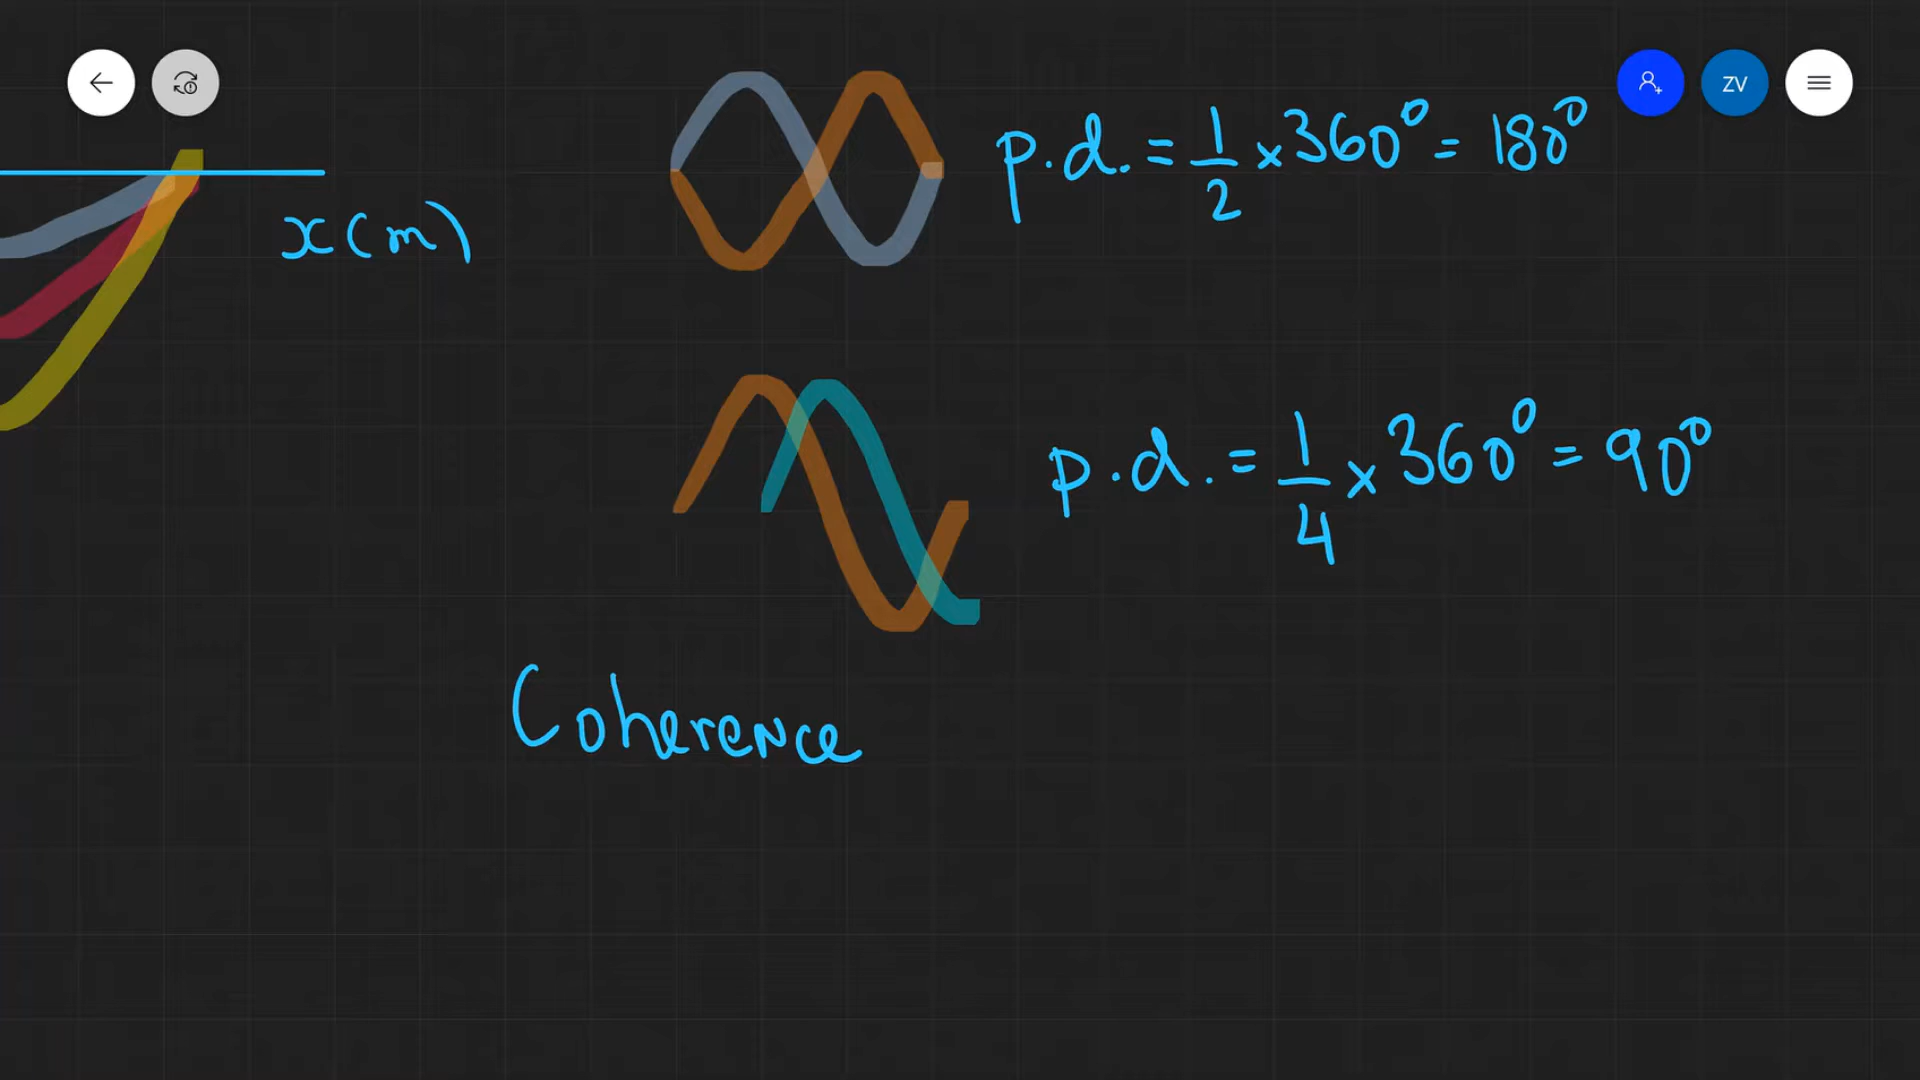 ZV
p.d. = 1/2 × 360° = 180°
x(m)
p.d. = 1/4 × 360° = 90°
Coherence